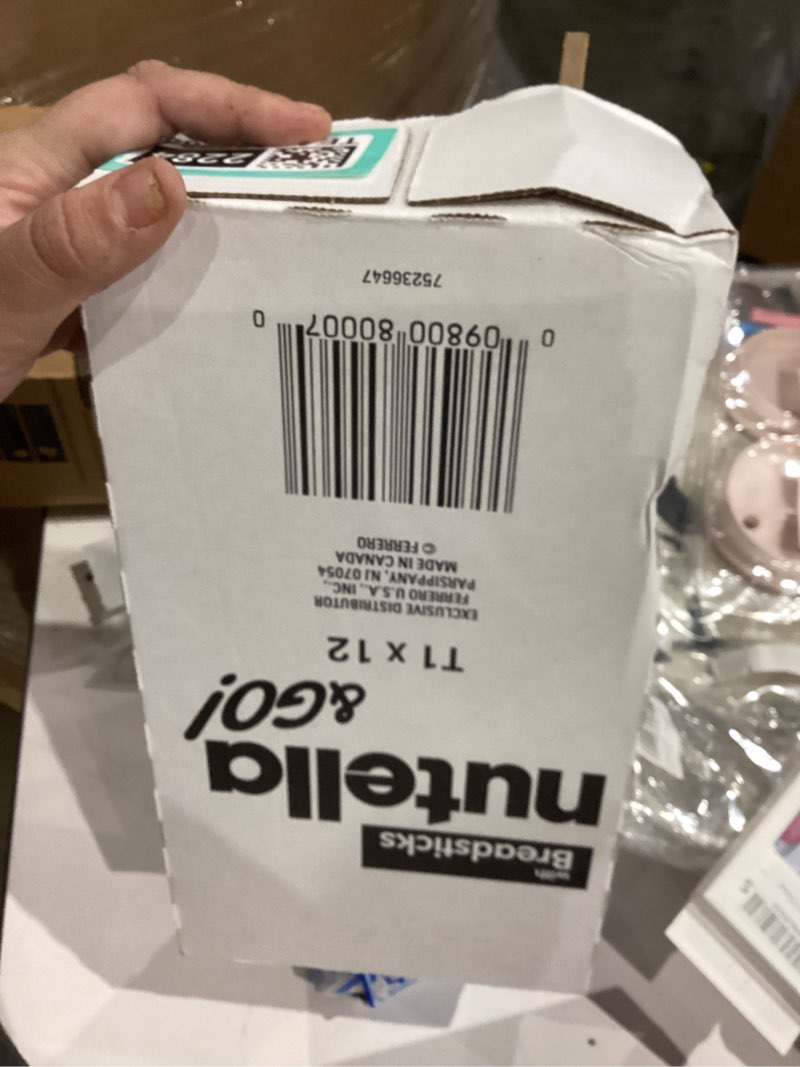 with
Breadsticks
nutella
&GO!
T1 x 12
EXCLUSIVE DISTRIBUTOR
FERRERO U.S.A., INC.,
PARSIPPANY, NJ 07054
MADE IN CANADA
© FERRERO
0 09800 80007 0
75236647